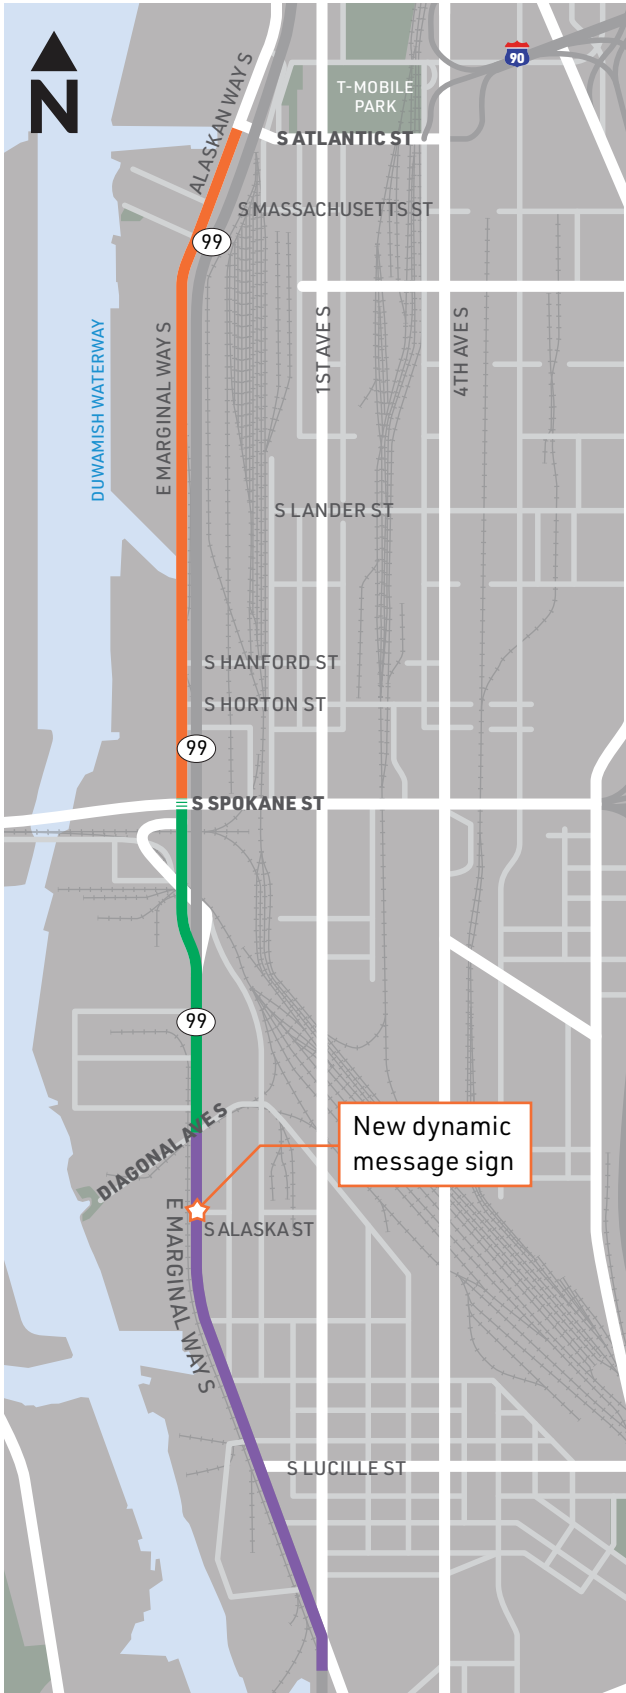 90
T-MOBILE
PARK
ALASKAN WAY S
N
S ATLANTIC ST
S MASSACHUSETTS ST
99
DUWAMISH WATERWAY
E MARGINAL WAY S
1ST AVE S
4TH AVE S
S LANDER ST
S HANFORD ST
S HORTON ST
99
S SPOKANE ST
99
DIAGONAL AVE S
New dynamic
message sign
E MARGINAL WAY S
S ALASKA ST
S LUCILLE ST